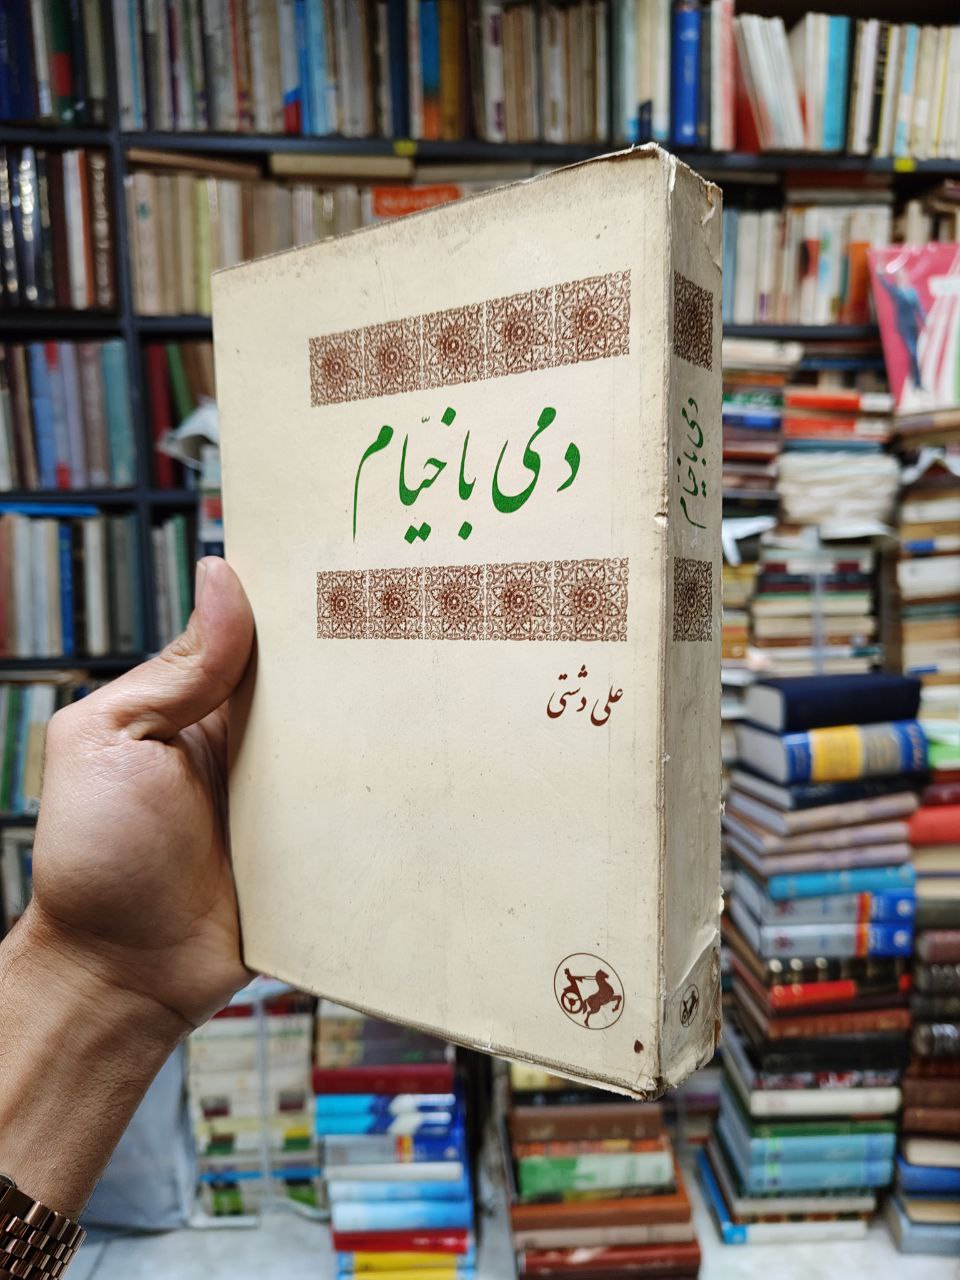 دمی با خیّام
علی دشتی
دمی با خیام